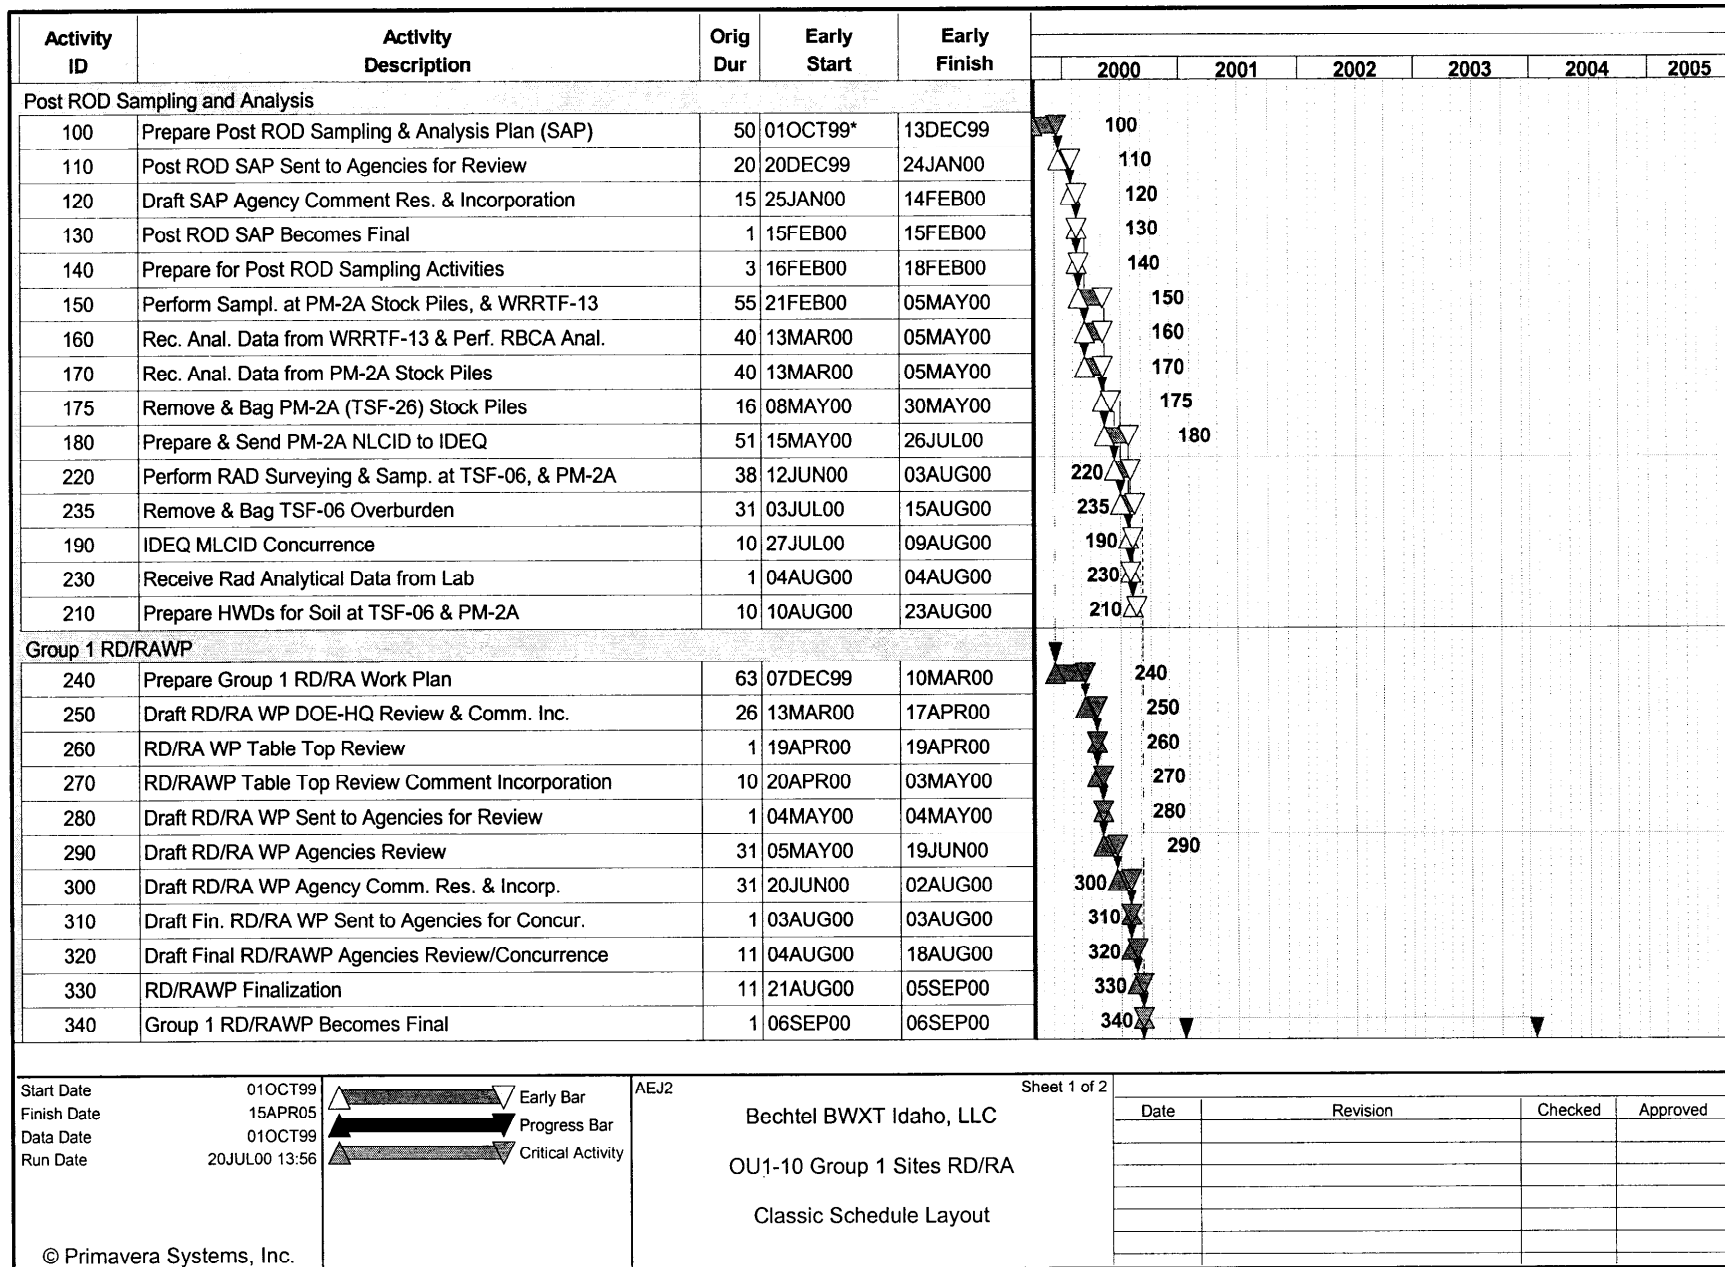 Activity ID Activity Description Orig Dur Early Start Early Finish
2000 2001 2002 2003 2004 2005
Post ROD Sampling and Analysis
100 Prepare Post ROD Sampling & Analysis Plan (SAP) 50 01OCT99* 13DEC99 100
110 Post ROD SAP Sent to Agencies for Review 20 20DEC99 24JAN00 110
120 Draft SAP Agency Comment Res. & Incorporation 15 25JAN00 14FEB00 120
130 Post ROD SAP Becomes Final 1 15FEB00 15FEB00 130
140 Prepare for Post ROD Sampling Activities 3 16FEB00 18FEB00 140
150 Perform Sampl. at PM-2A Stock Piles, & WRRTF-13 55 21FEB00 05MAY00 150
160 Rec. Anal. Data from WRRTF-13 & Perf. RBCA Anal. 40 13MAR00 05MAY00 160
170 Rec. Anal. Data from PM-2A Stock Piles 40 13MAR00 05MAY00 170
175 Remove & Bag PM-2A (TSF-26) Stock Piles 16 08MAY00 30MAY00 175
180 Prepare & Send PM-2A NLCID to IDEQ 51 15MAY00 26JUL00 180
220 Perform RAD Surveying & Samp. at TSF-06, & PM-2A 38 12JUN00 03AUG00 220
235 Remove & Bag TSF-06 Overburden 31 03JUL00 15AUG00 235
190 IDEQ MLCID Concurrence 10 27JUL00 09AUG00 190
230 Receive Rad Analytical Data from Lab 1 04AUG00 04AUG00 230
210 Prepare HWDs for Soil at TSF-06 & PM-2A 10 10AUG00 23AUG00 210
Group 1 RD/RAWP
240 Prepare Group 1 RD/RA Work Plan 63 07DEC99 10MAR00 240
250 Draft RD/RA WP DOE-HQ Review & Comm. Inc. 26 13MAR00 17APR00 250
260 RD/RA WP Table Top Review 1 19APR00 19APR00 260
270 RD/RAWP Table Top Review Comment Incorporation 10 20APR00 03MAY00 270
280 Draft RD/RA WP Sent to Agencies for Review 1 04MAY00 04MAY00 280
290 Draft RD/RA WP Agencies Review 31 05MAY00 19JUN00 290
300 Draft RD/RA WP Agency Comm. Res. & Incorp. 31 20JUN00 02AUG00 300
310 Draft Fin. RD/RA WP Sent to Agencies for Concur. 1 03AUG00 03AUG00 310
320 Draft Final RD/RAWP Agencies Review/Concurrence 11 04AUG00 18AUG00 320
330 RD/RAWP Finalization 11 21AUG00 05SEP00 330
340 Group 1 RD/RAWP Becomes Final 1 06SEP00 06SEP00 340
Start Date 01OCT99
Finish Date 15APR05
Data Date 01OCT99
Run Date 20JUL00 13:56
© Primavera Systems, Inc.
Early Bar
Progress Bar
Critical Activity
AEJ2 Sheet 1 of 2
Bechtel BWXT Idaho, LLC
OU1-10 Group 1 Sites RD/RA
Classic Schedule Layout
Date Revision Checked Approved